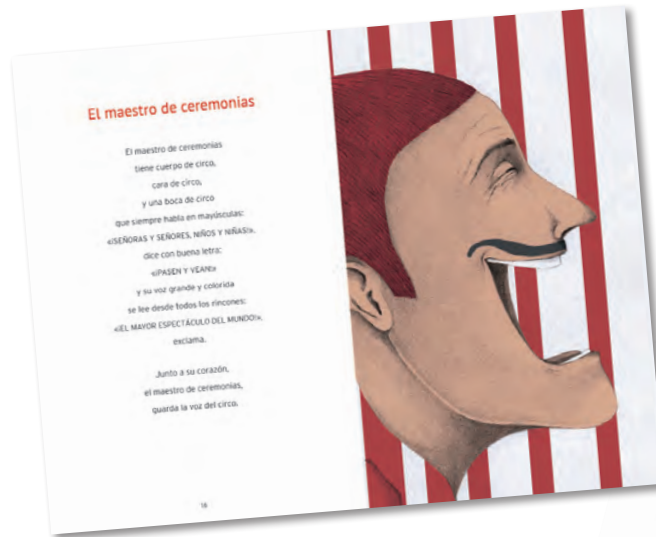 El maestro de ceremonias
El maestro de ceremonias
tiene cuerpo de circo,
cara de circo,
y una boca de circo
que siempre habla en mayúsculas:
«¡SEÑORAS Y SEÑORES, NIÑOS Y NIÑAS!»,
dice con buena letra:
«¡PASEN Y VEAN!»
y su voz grande y colorida
se lee desde todos los rincones:
«¡EL MAYOR ESPECTÁCULO DEL MUNDO!»,
exclama.
Junto a su corazón,
el maestro de ceremonias,
guarda la voz del circo.
18